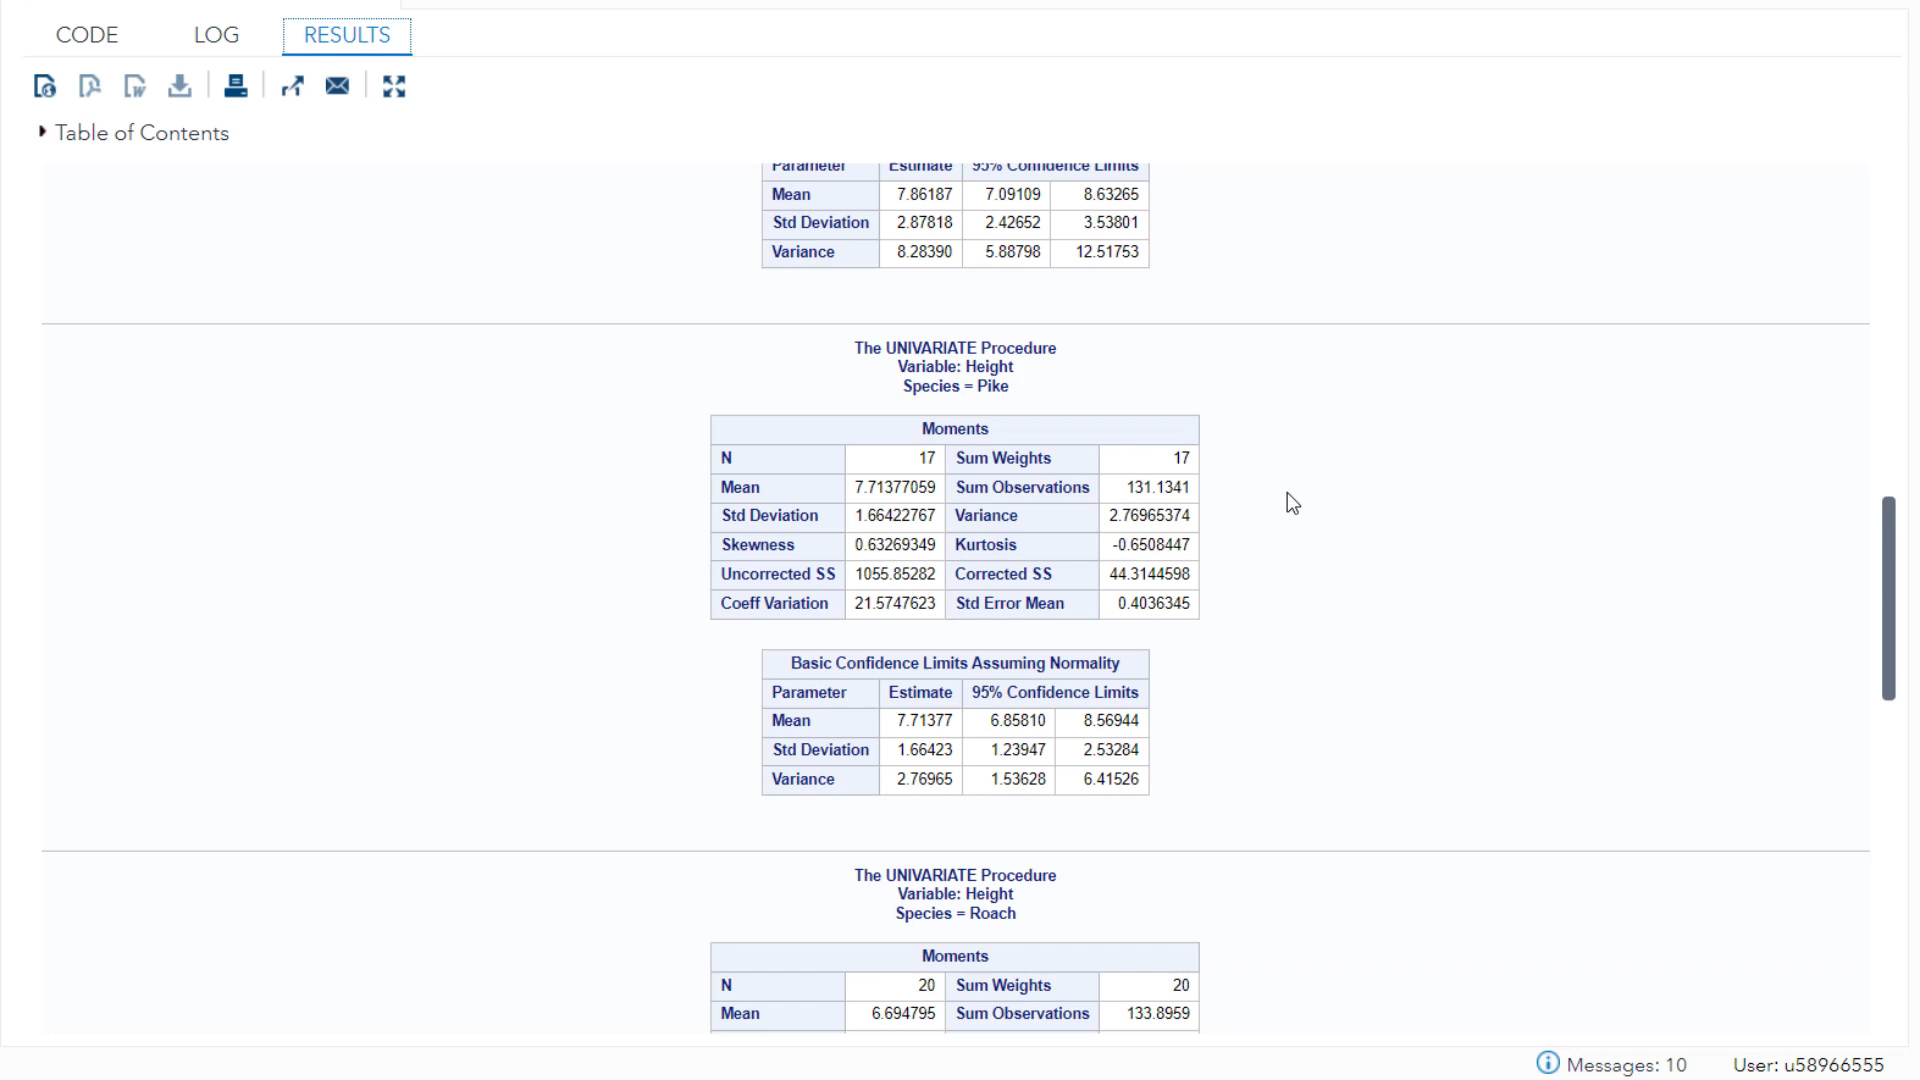 CODE LOG RESULTS
Table of Contents
Parameter Estimate 95% Confidence Limits
Mean 7.86187 7.09109 8.63265
Std Deviation 2.87818 2.42652 3.53801
Variance 8.28390 5.88798 12.51753
The UNIVARIATE Procedure
Variable: Height
Species = Pike
Moments
N 17 Sum Weights 17
Mean 7.71377059 Sum Observations 131.1341
Std Deviation 1.66422767 Variance 2.76965374
Skewness 0.63269349 Kurtosis -0.6508447
Uncorrected SS 1055.85282 Corrected SS 44.3144598
Coeff Variation 21.5747623 Std Error Mean 0.4036345
Basic Confidence Limits Assuming Normality
Parameter Estimate 95% Confidence Limits
Mean 7.71377 6.85810 8.56944
Std Deviation 1.66423 1.23947 2.53284
Variance 2.76965 1.53628 6.41526
The UNIVARIATE Procedure
Variable: Height
Species = Roach
Moments
N 20 Sum Weights 20
Mean 6.694795 Sum Observations 133.8959
Messages: 10 User: u58966555